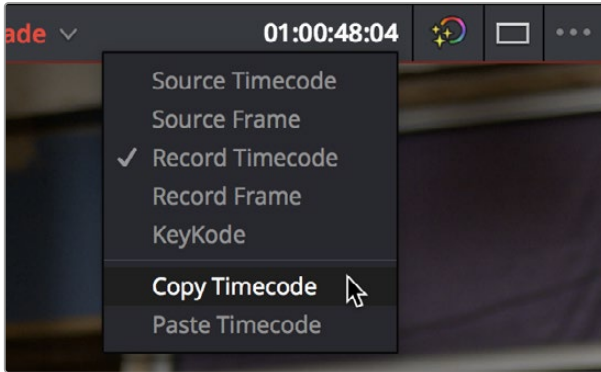 ade 01:00:48:04
Source Timecode
Source Frame
✓ Record Timecode
Record Frame
KeyKode
Copy Timecode
Paste Timecode